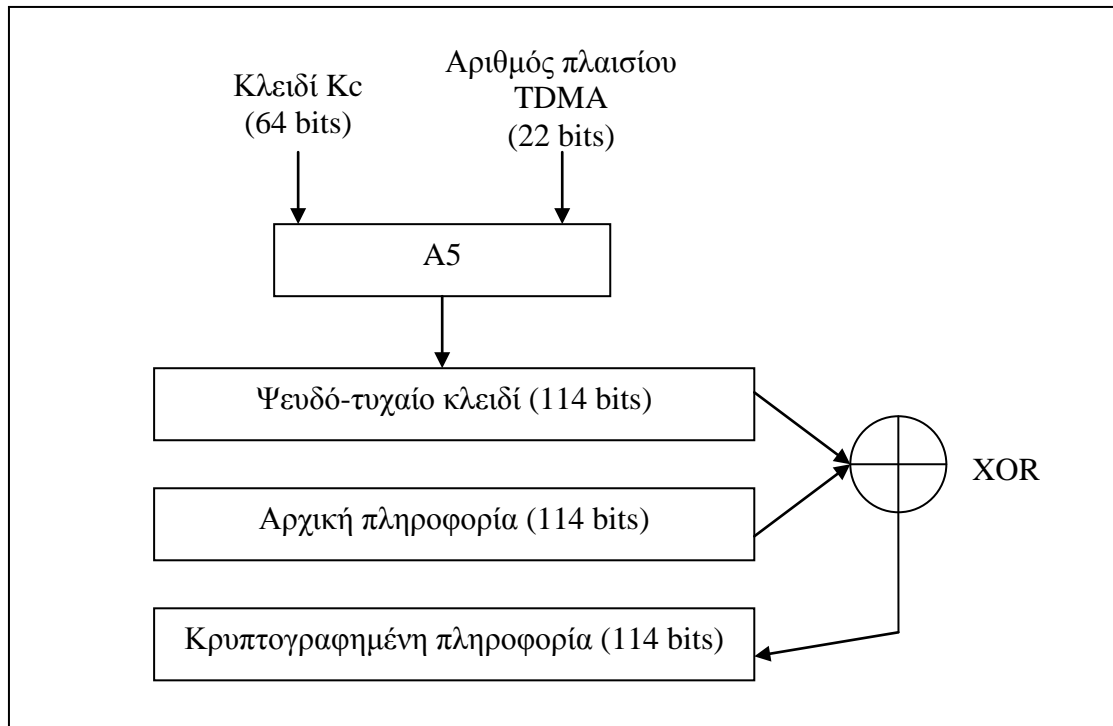 Κλειδί Kc
(64 bits)
Αριθμός πλαισίου
TDMA
(22 bits)
A5
Ψευδό-τυχαίο κλειδί (114 bits)
XOR
Αρχική πληροφορία (114 bits)
Κρυπτογραφημένη πληροφορία (114 bits)